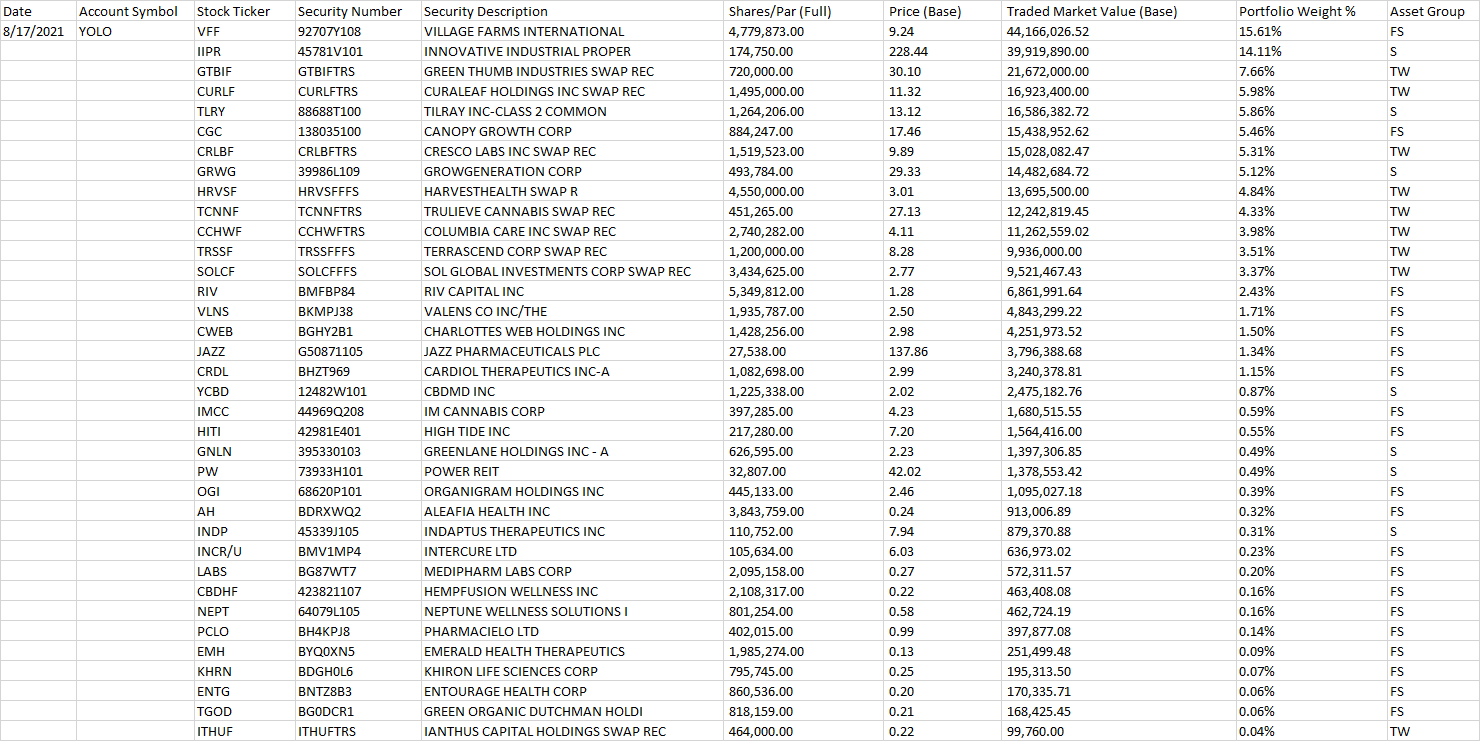 Date Account Symbol Stock Ticker Security Number Security Description Shares/Par (Full) Price (Base) Traded Market Value (Base) Portfolio Weight % Asset Group
8/17/2021 YOLO VFF 92707Y108 VILLAGE FARMS INTERNATIONAL 4,779,873.00 9.24 44,166,026.52 15.61% FS
IIPR 45781V101 INNOVATIVE INDUSTRIAL PROPER 174,750.00 228.44 39,919,890.00 14.11% S
GTBIF GTBIFTRS GREEN THUMB INDUSTRIES SWAP REC 720,000.00 30.10 21,672,000.00 7.66% TW
CURLF CURLFTRS CURALEAF HOLDINGS INC SWAP REC 1,495,000.00 11.32 16,923,400.00 5.98% TW
TLRY 88688T100 TILRAY INC-CLASS 2 COMMON 1,264,206.00 13.12 16,586,382.72 5.86% S
CGC 138035100 CANOPY GROWTH CORP 884,247.00 17.46 15,438,952.62 5.46% FS
CRLBF CRLBFTRS CRESCO LABS INC SWAP REC 1,519,523.00 9.89 15,028,082.47 5.31% TW
GRWG 39986L109 GROWGENERATION CORP 493,784.00 29.33 14,482,684.72 5.12% S
HRVSF HRVSFFFS HARVESTHEALTH SWAP R 4,550,000.00 3.01 13,695,500.00 4.84% TW
TCNNF TCNNFTRS TRULIEVE CANNABIS SWAP REC 451,265.00 27.13 12,242,819.45 4.33% TW
CCHWF CCHWFTRS COLUMBIA CARE INC SWAP REC 2,740,282.00 4.11 11,262,559.02 3.98% TW
TRSSF TRSSFFFS TERRASCEND CORP SWAP REC 1,200,000.00 8.28 9,936,000.00 3.51% TW
SOLCF SOLCFFFS SOL GLOBAL INVESTMENTS CORP SWAP REC 3,434,625.00 2.77 9,521,467.43 3.37% TW
RIV BMFBP84 RIV CAPITAL INC 5,349,812.00 1.28 6,861,991.64 2.43% FS
VLNS BKMPJ38 VALENS CO INC/THE 1,935,787.00 2.50 4,843,299.22 1.71% FS
CWEB BGHY2B1 CHARLOTTES WEB HOLDINGS INC 1,428,256.00 2.98 4,251,973.52 1.50% FS
JAZZ G50871105 JAZZ PHARMACEUTICALS PLC 27,538.00 137.86 3,796,388.68 1.34% FS
CRDL BHZT969 CARDIOL THERAPEUTICS INC-A 1,082,698.00 2.99 3,240,378.81 1.15% FS
YCBD 12482W101 CBDMD INC 1,225,338.00 2.02 2,475,182.76 0.87% S
IMCC 44969Q208 IM CANNABIS CORP 397,285.00 4.23 1,680,515.55 0.59% FS
HITI 42981E401 HIGH TIDE INC 217,280.00 7.20 1,564,416.00 0.55% FS
GNLN 395330103 GREENLANE HOLDINGS INC - A 626,595.00 2.23 1,397,306.85 0.49% S
PW 73933H101 POWER REIT 32,807.00 42.02 1,378,553.42 0.49% S
OGI 68620P101 ORGANIGRAM HOLDINGS INC 445,133.00 2.46 1,095,027.18 0.39% FS
AH BDRXWQ2 ALEAFIA HEALTH INC 3,843,759.00 0.24 913,006.89 0.32% FS
INDP 45339J105 INDAPTUS THERAPEUTICS INC 110,752.00 7.94 879,370.88 0.31% S
INCR/U BMV1MP4 INTERCURE LTD 105,634.00 6.03 636,973.02 0.23% FS
LABS BG87WT7 MEDIPHARM LABS CORP 2,095,158.00 0.27 572,311.57 0.20% FS
CBDHF 423821107 HEMPFUSION WELLNESS INC 2,108,317.00 0.22 463,408.08 0.16% FS
NEPT 64079L105 NEPTUNE WELLNESS SOLUTIONS I 801,254.00 0.58 462,724.19 0.16% FS
PCLO BH4KPJ8 PHARMACIELO LTD 402,015.00 0.99 397,877.08 0.14% FS
EMH BYQ0XN5 EMERALD HEALTH THERAPEUTICS 1,985,274.00 0.13 251,499.48 0.09% FS
KHRN BDGH0L6 KHIRON LIFE SCIENCES CORP 795,745.00 0.25 195,313.50 0.07% FS
ENTG BNTZ8B3 ENTOURAGE HEALTH CORP 860,536.00 0.20 170,335.71 0.06% FS
TGOD BG0DCR1 GREEN ORGANIC DUTCHMAN HOLDI 818,159.00 0.21 168,425.45 0.06% FS
ITHUF ITHUFTRS IANTHUS CAPITAL HOLDINGS SWAP REC 464,000.00 0.22 99,760.00 0.04% TW